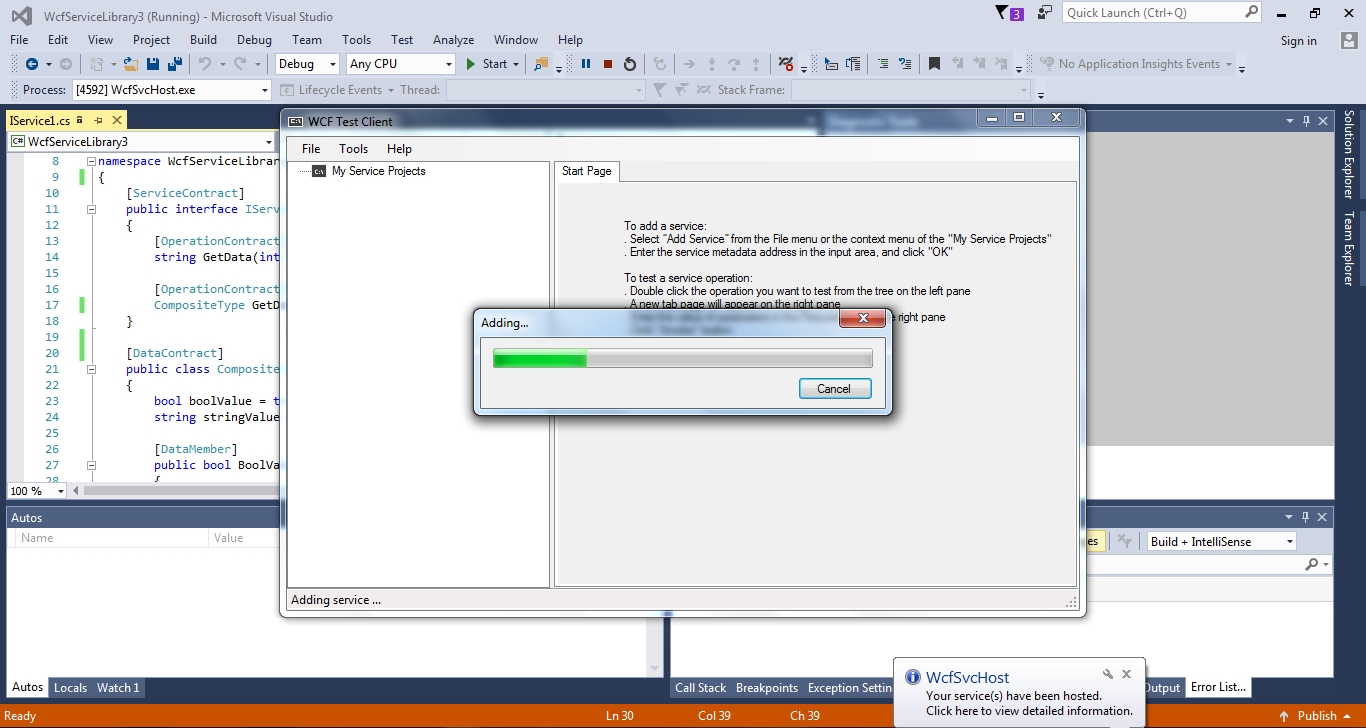 WcfServiceLibrary3 (Running) - Microsoft Visual Studio
3
Quick Launch (Ctrl+Q)
File Edit View Project Build Debug Team Tools Test Analyze Window Help
Sign in
Debug Any CPU Start No Application Insights Events
Process: [4592] WcfSvcHost.exe Lifecycle Events Thread: Stack Frame:
IService1.cs
C# WcfServiceLibrary3
8 namespace WcfServiceLibrar
9 {
10 [ServiceContract]
11 public interface IServ
12 {
13 [OperationContract
14 string GetData(int
15
16 [OperationContract
17 CompositeType GetD
18 }
19
20 [DataContract]
21 public class Composite
22 {
23 bool boolValue = t
24 string stringValue
25
26 [DataMember]
27 public bool BoolVa
28 {
100 %
WCF Test Client
File Tools Help
My Service Projects
Start Page
To add a service:
. Select “Add Service” from the File menu or the context menu of the "My Service Projects"
. Enter the service metadata address in the input area, and click "OK"
To test a service operation:
. Double click the operation you want to test from the tree on the left pane
. A new tab page will appear on the right pane
e right pane
Adding...
Cancel
Adding service ...
Solution Explorer
Team Explorer
Autos
Name Value
es
Build + IntelliSense
Autos Locals Watch 1
Call Stack Breakpoints Exception Settin
utput Error List...
WcfSvcHost
Your service(s) have been hosted.
Click here to view detailed information.
Ready Ln 30 Col 39 Ch 39 Publish